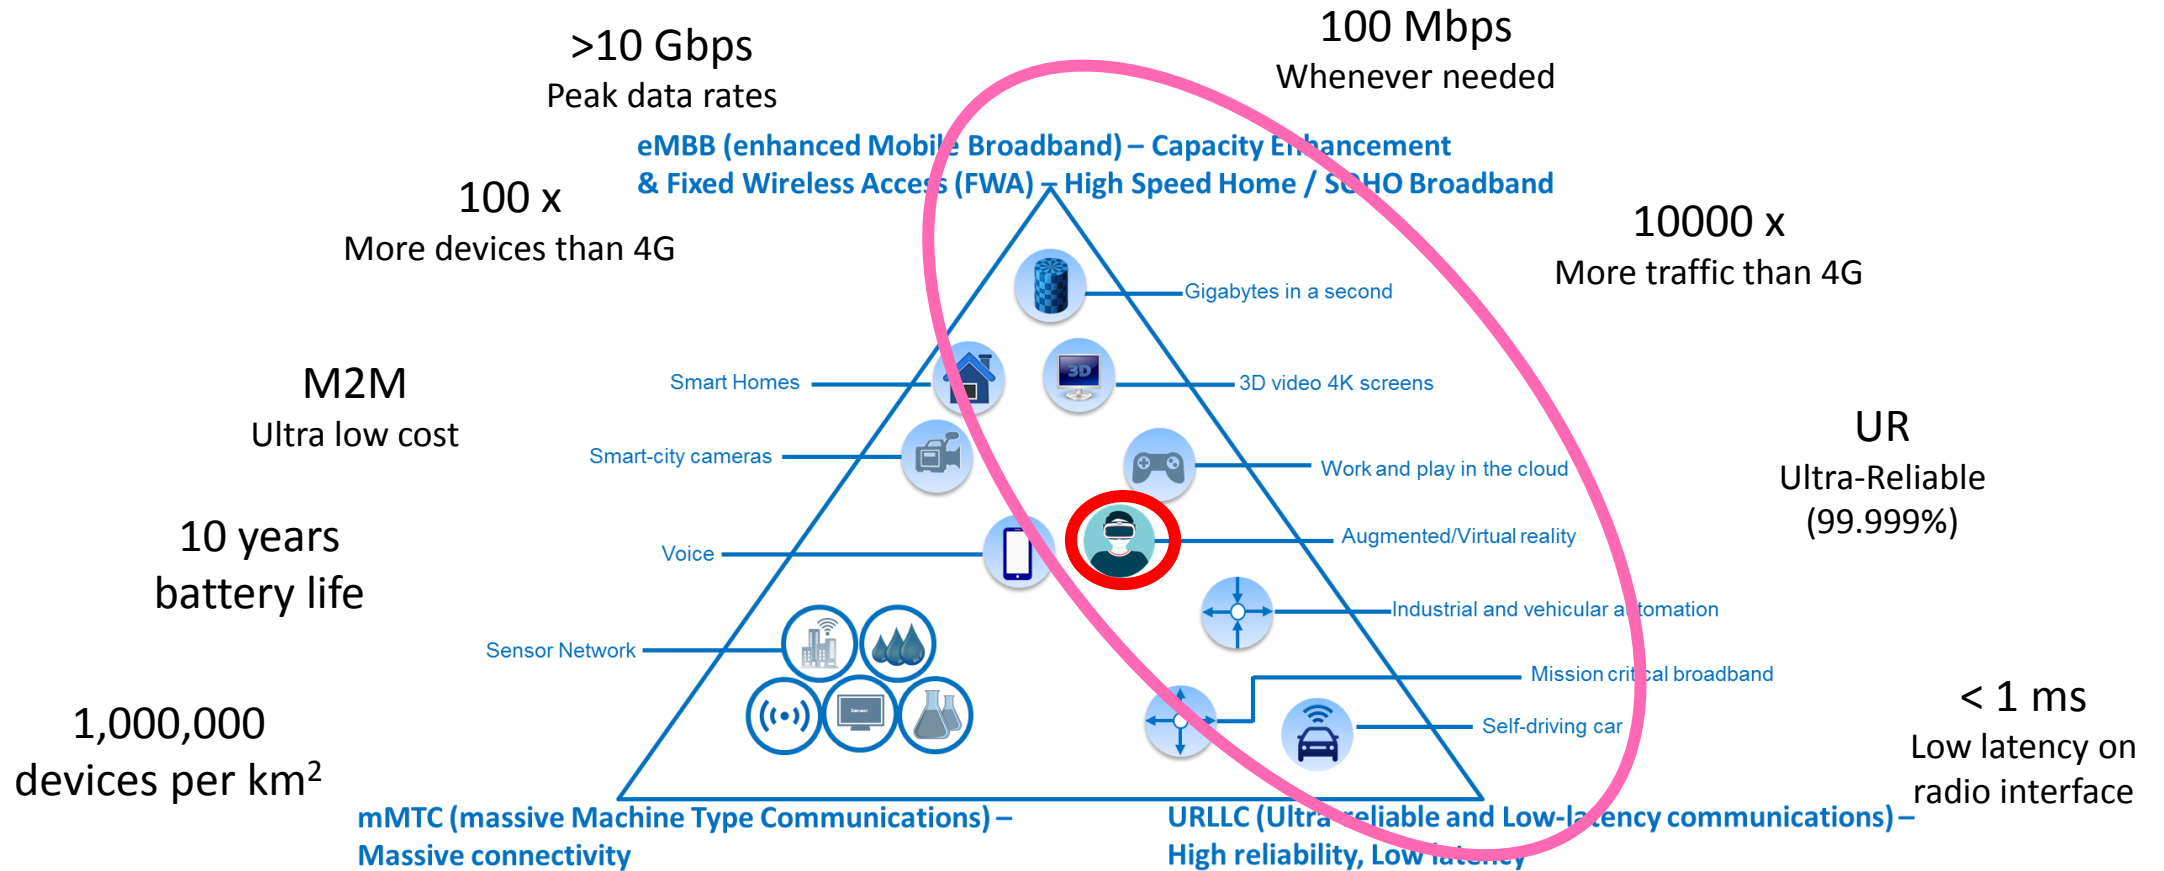 >10 Gbps
Peak data rates
100 Mbps
Whenever needed
eMBB (enhanced Mobile Broadband) – Capacity Enhancement
& Fixed Wireless Access (FWA) – High Speed Home / SOHO Broadband
100 x
More devices than 4G
10000 x
More traffic than 4G
Gigabytes in a second
M2M
Ultra low cost
Smart Homes
3D
3D video 4K screens
UR
Ultra-Reliable
(99.999%)
Smart-city cameras
Work and play in the cloud
10 years
battery life
Voice
Augmented/Virtual reality
Industrial and vehicular automation
Sensor Network
Mission critical broadband
1,000,000
devices per km²
Sensor
Self-driving car
< 1 ms
Low latency on
radio interface
mMTC (massive Machine Type Communications) –
Massive connectivity
URLLC (Ultra-reliable and Low-latency communications) –
High reliability, Low latency